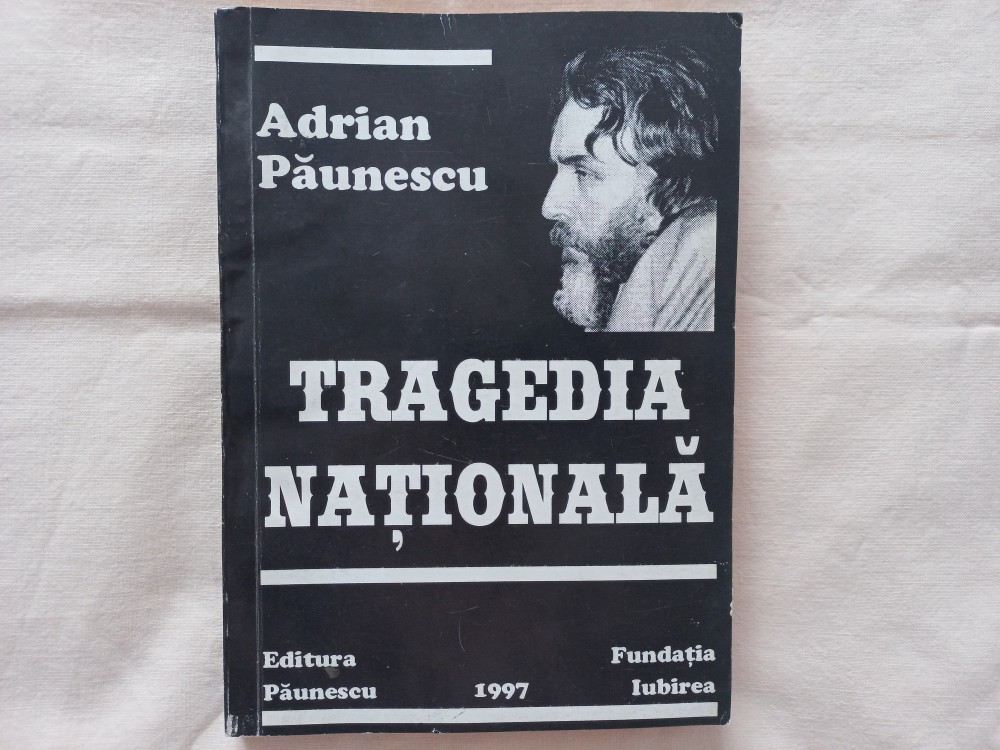 Adrian
Păunescu
TRAGEDIA
NAȚIONALĂ
Editura
Păunescu
1997
Fundația
Iubirea